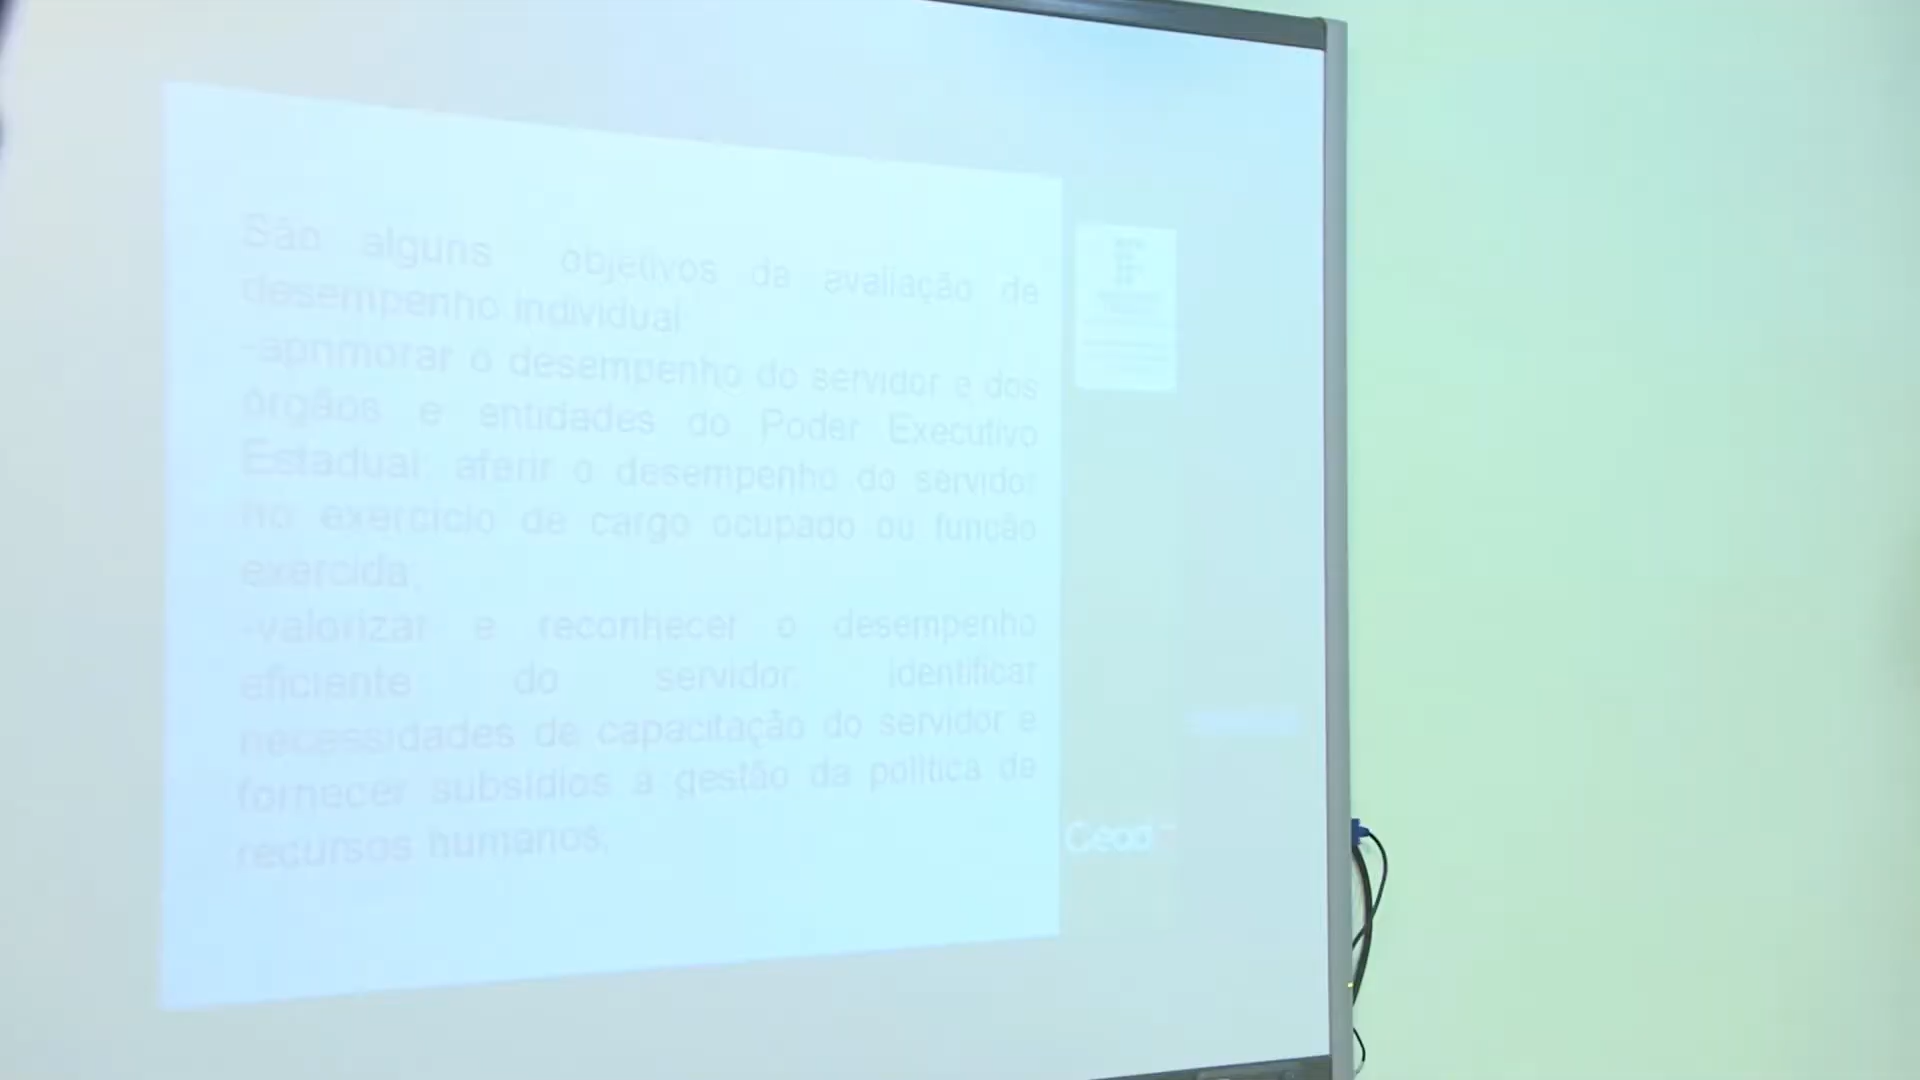 São alguns objetivos da avaliação de
desempenho individual:
-aprimorar o desempenho do servidor e dos
órgãos e entidades do Poder Executivo
Estadual; aferir o desempenho do servidor
no exercício de cargo ocupado ou função
exercida;
-valorizar e reconhecer o desempenho
eficiente do servidor; identificar
necessidades de capacitação do servidor e
fornecer subsídios à gestão da política de
recursos humanos.
Cead